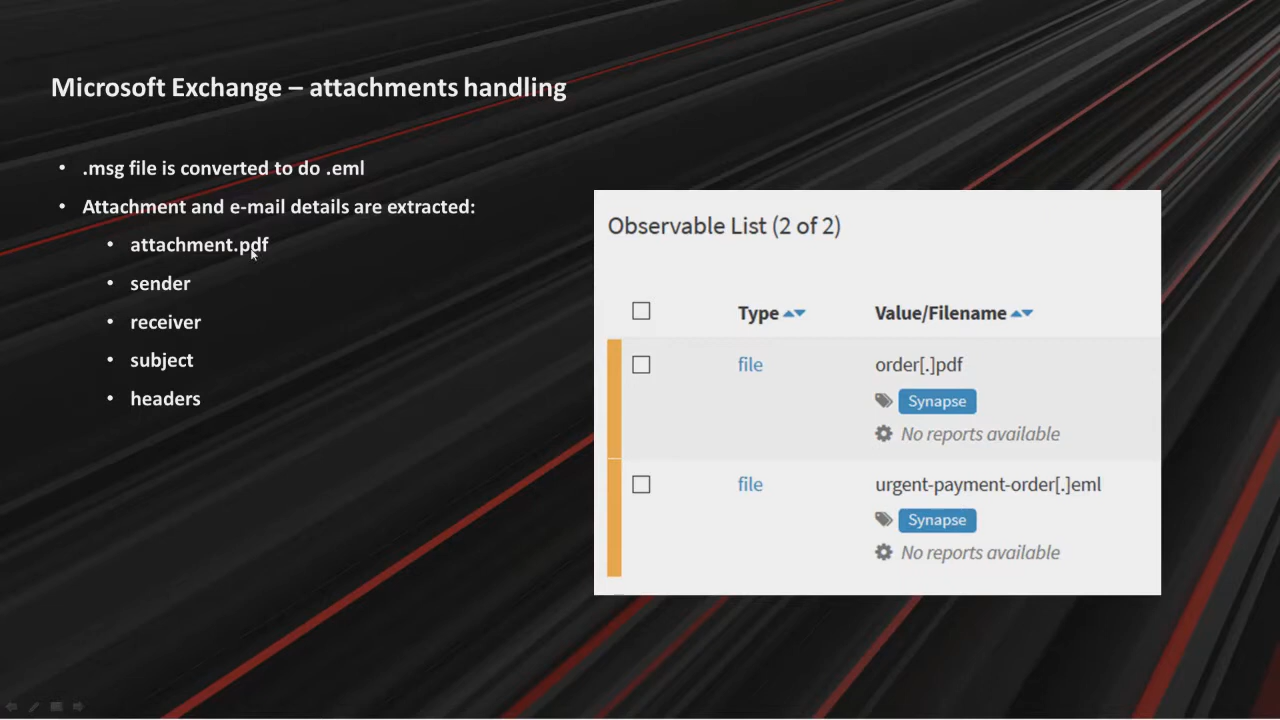 Microsoft Exchange – attachments handling
• .msg file is converted to do .eml
• Attachment and e-mail details are extracted:
• attachment.pdf
• sender
• receiver
• subject
• headers
Observable List (2 of 2)
Type Value/Filename
file order[.]pdf
Synapse
No reports available
file urgent-payment-order[.]eml
Synapse
No reports available